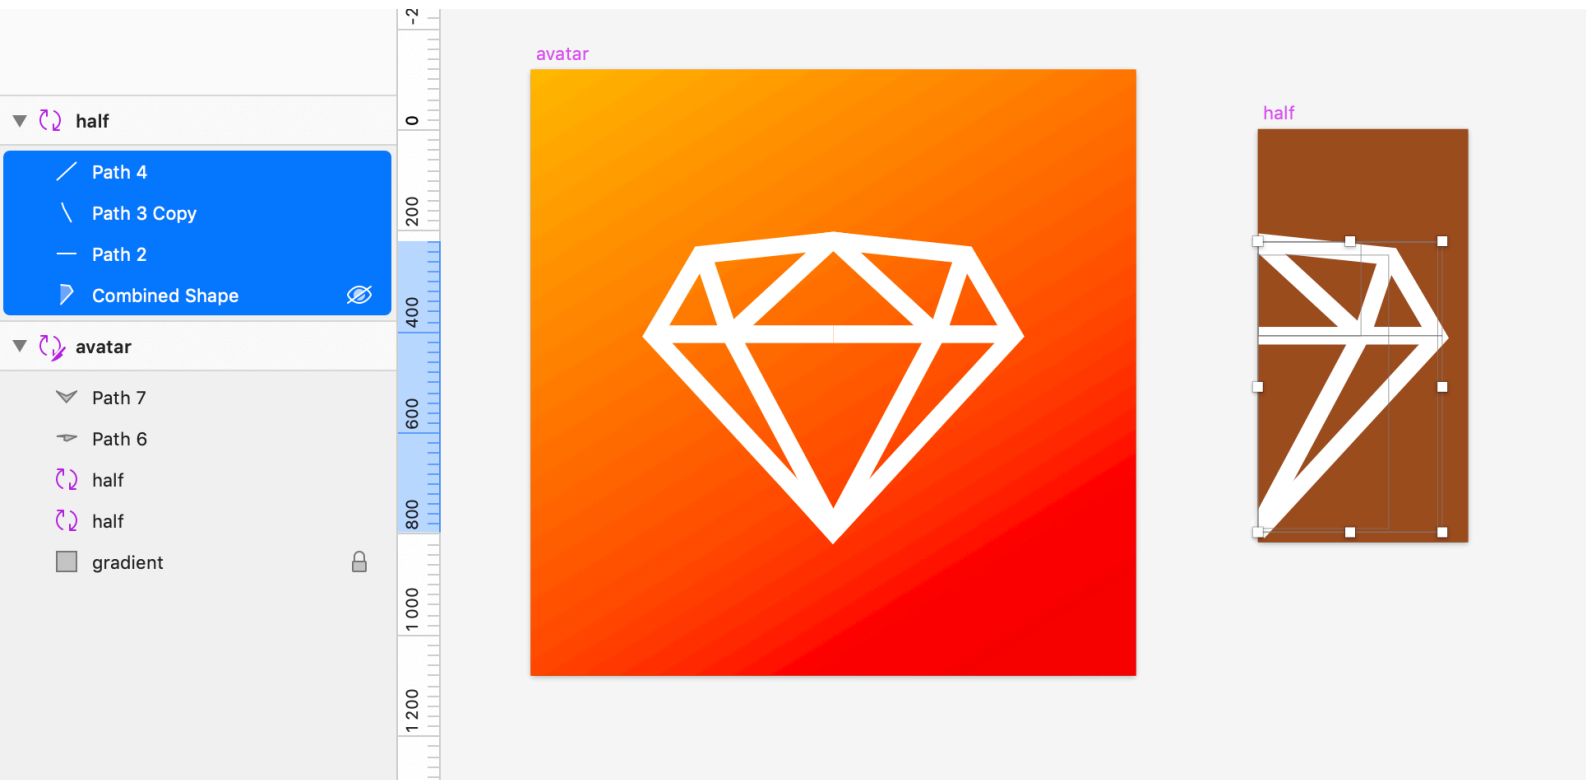 half
Path 4
Path 3 Copy
Path 2
Combined Shape
avatar
Path 7
Path 6
half
half
gradient
-2
0
200
400
600
800
1 000
1 200
avatar
half